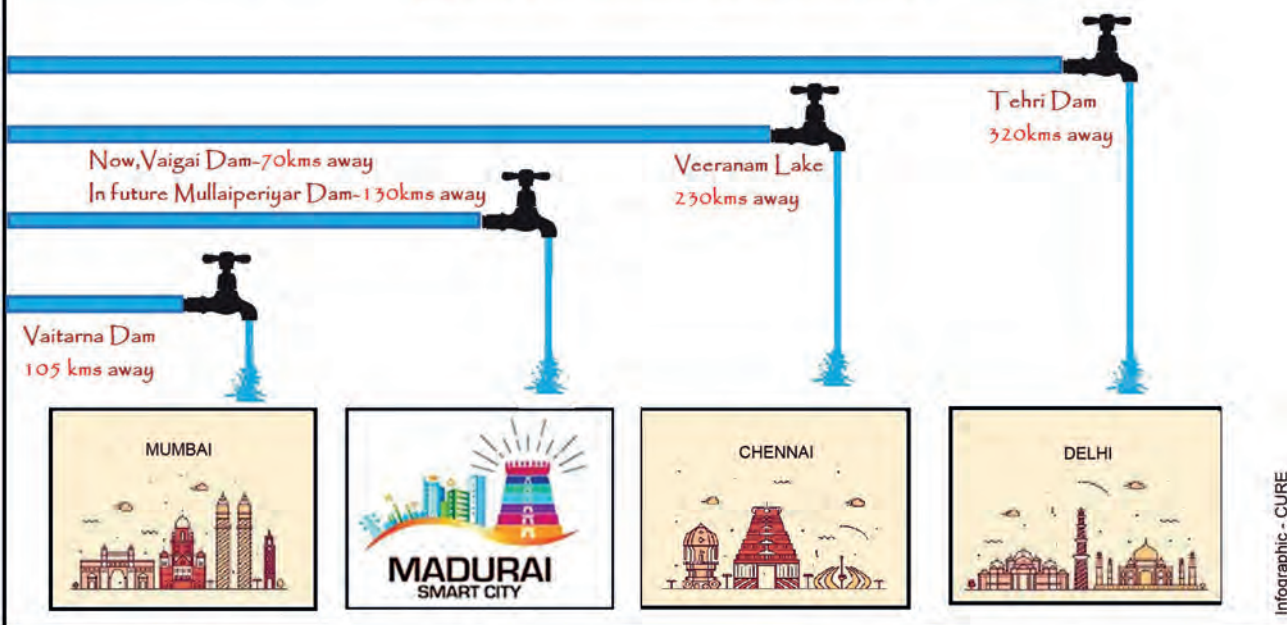 Tehri Dam
320kms away
Now,Vaigai Dam-70kms away
In future Mullaiperiyar Dam-130kms away
Veeranam Lake
230kms away
Vaitarna Dam
105 kms away
MUMBAI
MADURAI
SMART CITY
CHENNAI
DELHI
Infographic - CURE